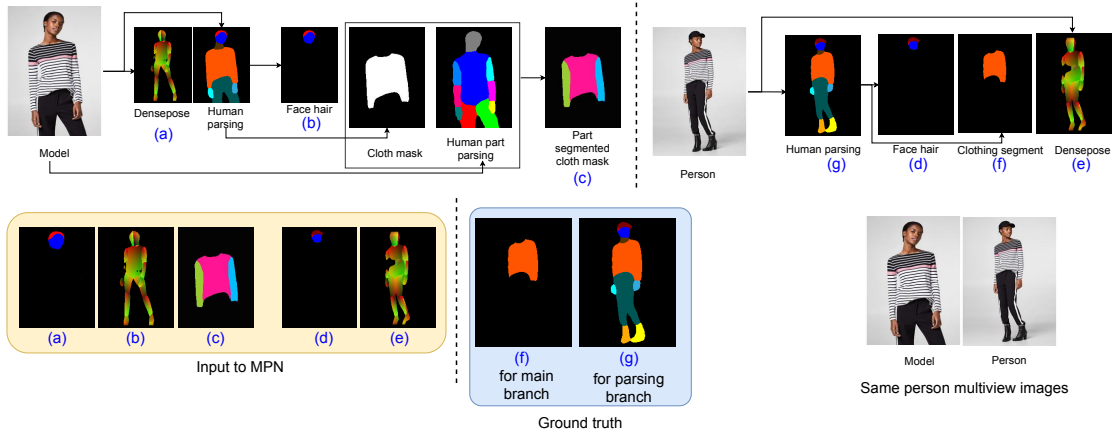 Model
Densepose
(a)
Human
parsing
Face hair
(b)
Cloth mask
Human part
parsing
Part
segmented
cloth mask
(c)
Person
Human parsing
(g)
Face hair
(d)
Clothing segment
(f)
Densepose
(e)
(a)
(b)
(c)
(d)
(e)
Input to MPN
(f)
for main
branch
(g)
for parsing
branch
Ground truth
Model
Person
Same person multiview images